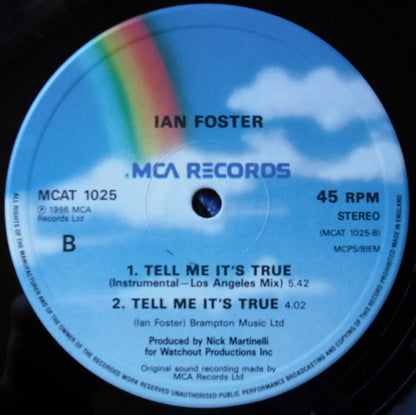 IAN FOSTER
MCA RECORDS
MCAT 1025
℗ 1986 MCA
Records Ltd
B
45 RPM
STEREO
(MCAT 1025-B)
MCPS/BIEM
1. TELL ME IT'S TRUE
(Instrumental–Los Angeles Mix) 5.42
2. TELL ME IT'S TRUE 4.02
(Ian Foster) Brampton Music Ltd
Produced by Nick Martinelli
for Watchout Productions Inc
Original sound recording made by
MCA Records Ltd
ALL RIGHTS OF THE MANUFACTURER AND OF THE OWNER OF THE RECORDED WORK RESERVED UNAUTHORISED PUBLIC PERFORMANCE BROADCASTING AND COPYING OF THIS RECORD PROHIBITED MADE IN ENGLAND